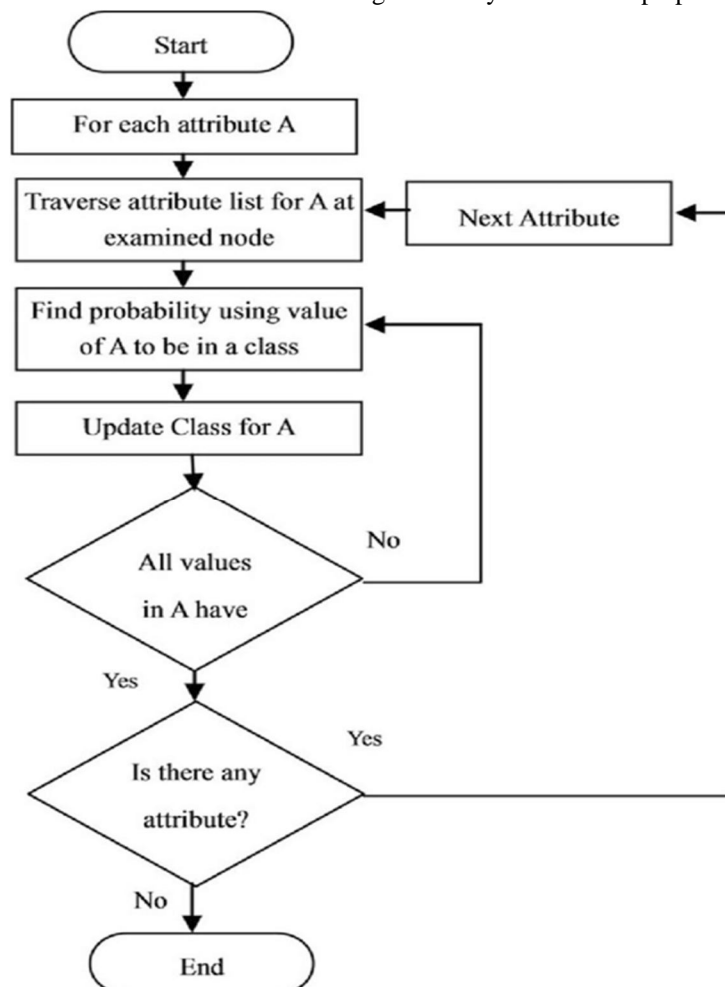 Start
For each attribute A
Traverse attribute list for A at
examined node
Next Attribute
Find probability using value
of A to be in a class
Update Class for A
No
All values
in A have
Yes
Yes
Is there any
attribute?
No
End